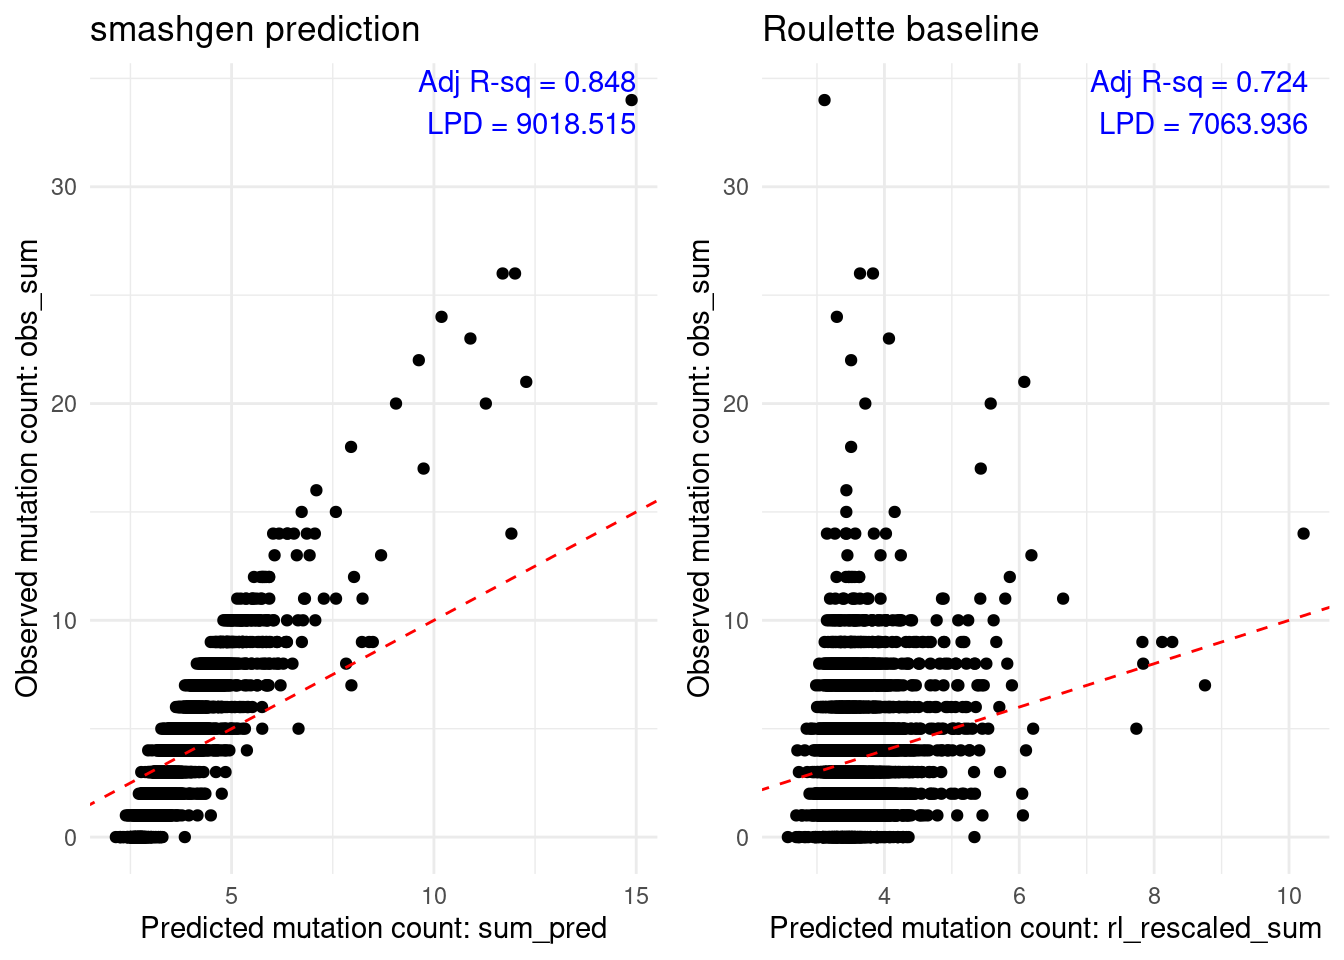 smashgen prediction
Adj R-sq = 0.848
LPD = 9018.515
Observed mutation count: obs_sum
30
20
10
0
5
10
15
Predicted mutation count: sum_pred
Roulette baseline
Adj R-sq = 0.724
LPD = 7063.936
Observed mutation count: obs_sum
30
20
10
0
4
6
8
10
Predicted mutation count: rl_rescaled_sum